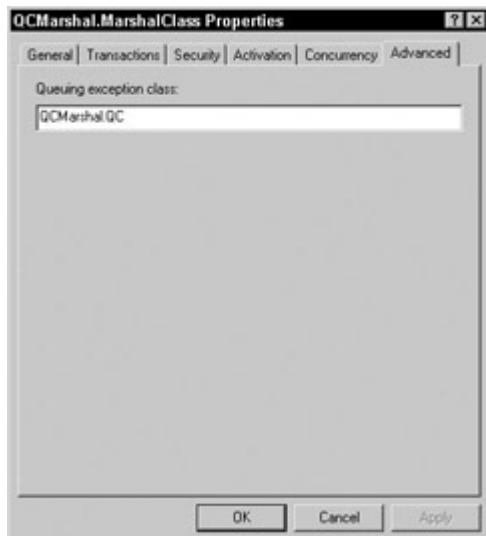 QCMarshal.MarshalClass Properties
General Transactions Security Activation Concurrency Advanced
Queuing exception class:
QCMarshal.QC
OK Cancel Apply